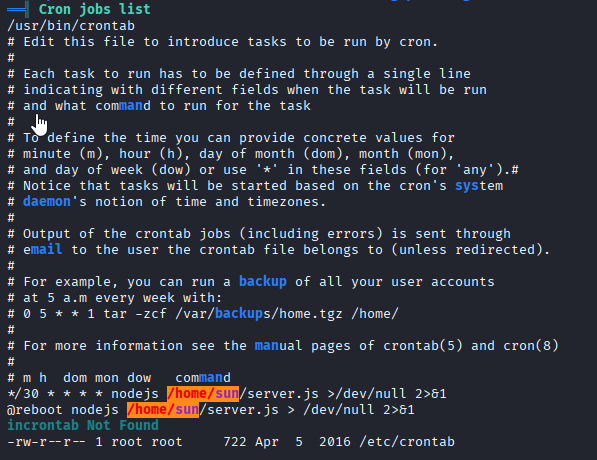 Cron jobs list
/usr/bin/crontab
# Edit this file to introduce tasks to be run by cron.
#
# Each task to run has to be defined through a single line
# indicating with different fields when the task will be run
# and what command to run for the task
#
# To define the time you can provide concrete values for
# minute (m), hour (h), day of month (dom), month (mon),
# and day of week (dow) or use '*' in these fields (for 'any').#
# Notice that tasks will be started based on the cron's system
# daemon's notion of time and timezones.
#
# Output of the crontab jobs (including errors) is sent through
# email to the user the crontab file belongs to (unless redirected).
#
# For example, you can run a backup of all your user accounts
# at 5 a.m every week with:
# 0 5 * * 1 tar -zcf /var/backups/home.tgz /home/
#
# For more information see the manual pages of crontab(5) and cron(8)
#
# m h  dom mon dow   command
*/30 * * * * nodejs /home/sun/server.js >/dev/null 2>&1
@reboot nodejs /home/sun/server.js > /dev/null 2>&1
incrontab Not Found
-rw-r--r-- 1 root root     722 Apr  5  2016 /etc/crontab